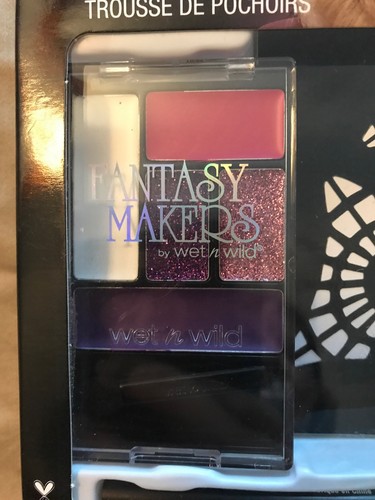 TROUSSE DE POCHOIRS
FANTASY
MAKERS
by wet n wild
wet n wild